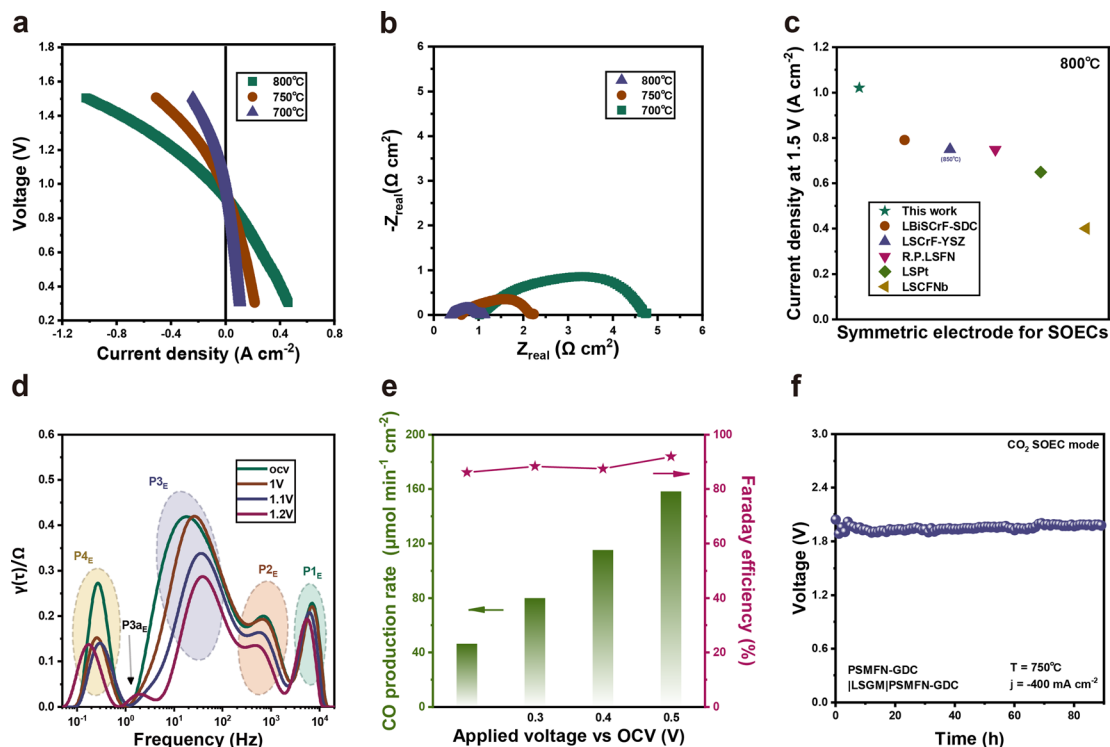 a
1.8
1.6
1.4
1.2
1.0
0.8
0.6
0.4
0.2
Voltage (V)
800°C
750°C
700°C
-1.2
-0.8
-0.4
0.0
0.4
0.8
Current density (A cm-2)
b
6
5
4
3
2
1
0
-Zreal(Ω cm2)
800°C
750°C
700°C
0
1
2
3
4
5
6
Zreal (Ω cm2)
c
1.2
1.0
0.8
0.6
0.4
0.2
0.0
Current density at 1.5 V (A cm-2)
800°C
(850°C)
This work
LBiSCrF-SDC
LSCrF-YSZ
R.P.LSFN
LSPt
LSCFNb
Symmetric electrode for SOECs
d
0.6
0.5
0.4
0.3
0.2
0.1
0.0
γ(τ)/Ω
ocv
1V
1.1V
1.2V
P3E
P4E
P3aE
P2E
P1E
10-1
100
101
102
103
104
Frequency (Hz)
e
200
160
120
80
40
0
CO production rate (μmol min-1 cm-2)
100
80
60
40
20
0
Faraday efficiency (%)
0.3
0.4
0.5
Applied voltage vs OCV (V)
f
3.0
2.4
1.8
1.2
0.6
0.0
Voltage (V)
CO2 SOEC mode
PSMFN-GDC
|LSGM|PSMFN-GDC
T = 750°C
j = -400 mA cm-2
0
20
40
60
80
Time (h)